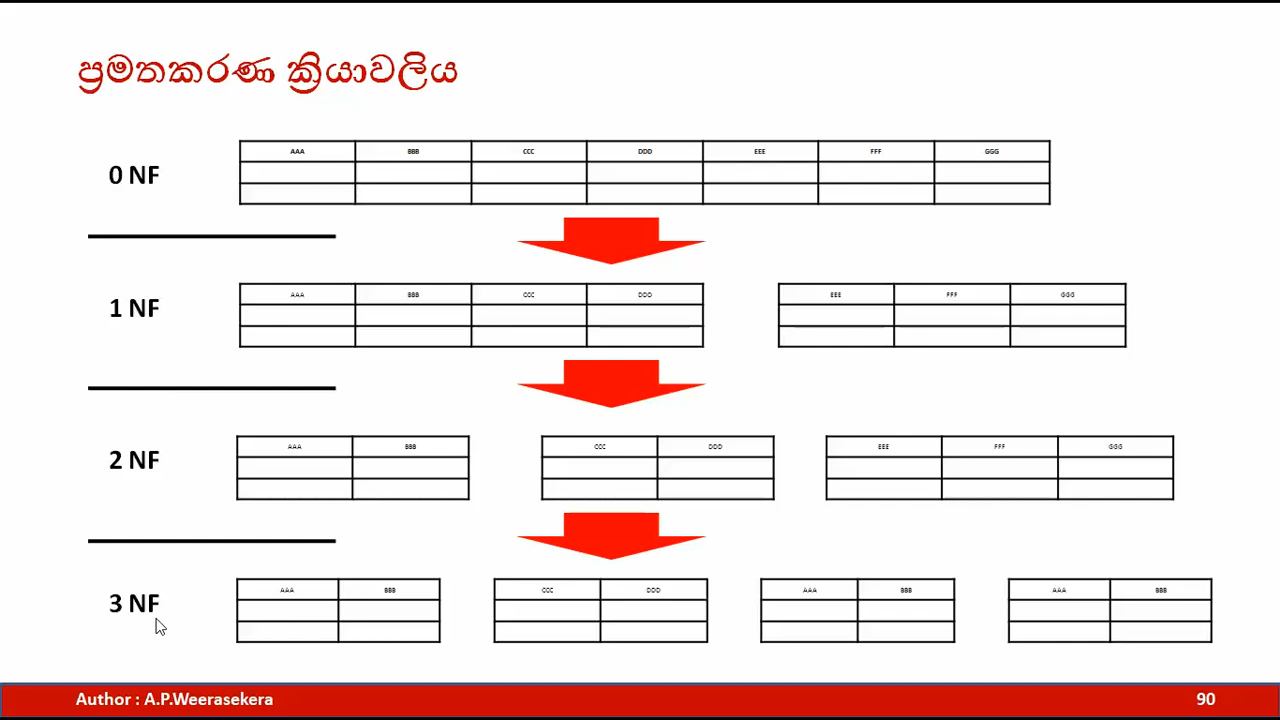 ප්‍රමතකරණ ක්‍රියාවලිය
0 NF
AAA BBB CCC DDD EEE FFF GGG
1 NF
AAA BBB CCC DDD EEE FFF GGG
2 NF
AAA BBB CCC DDD EEE FFF GGG
3 NF
AAA BBB CCC DDD AAA BBB AAA BBB
Author : A.P.Weerasekera 90